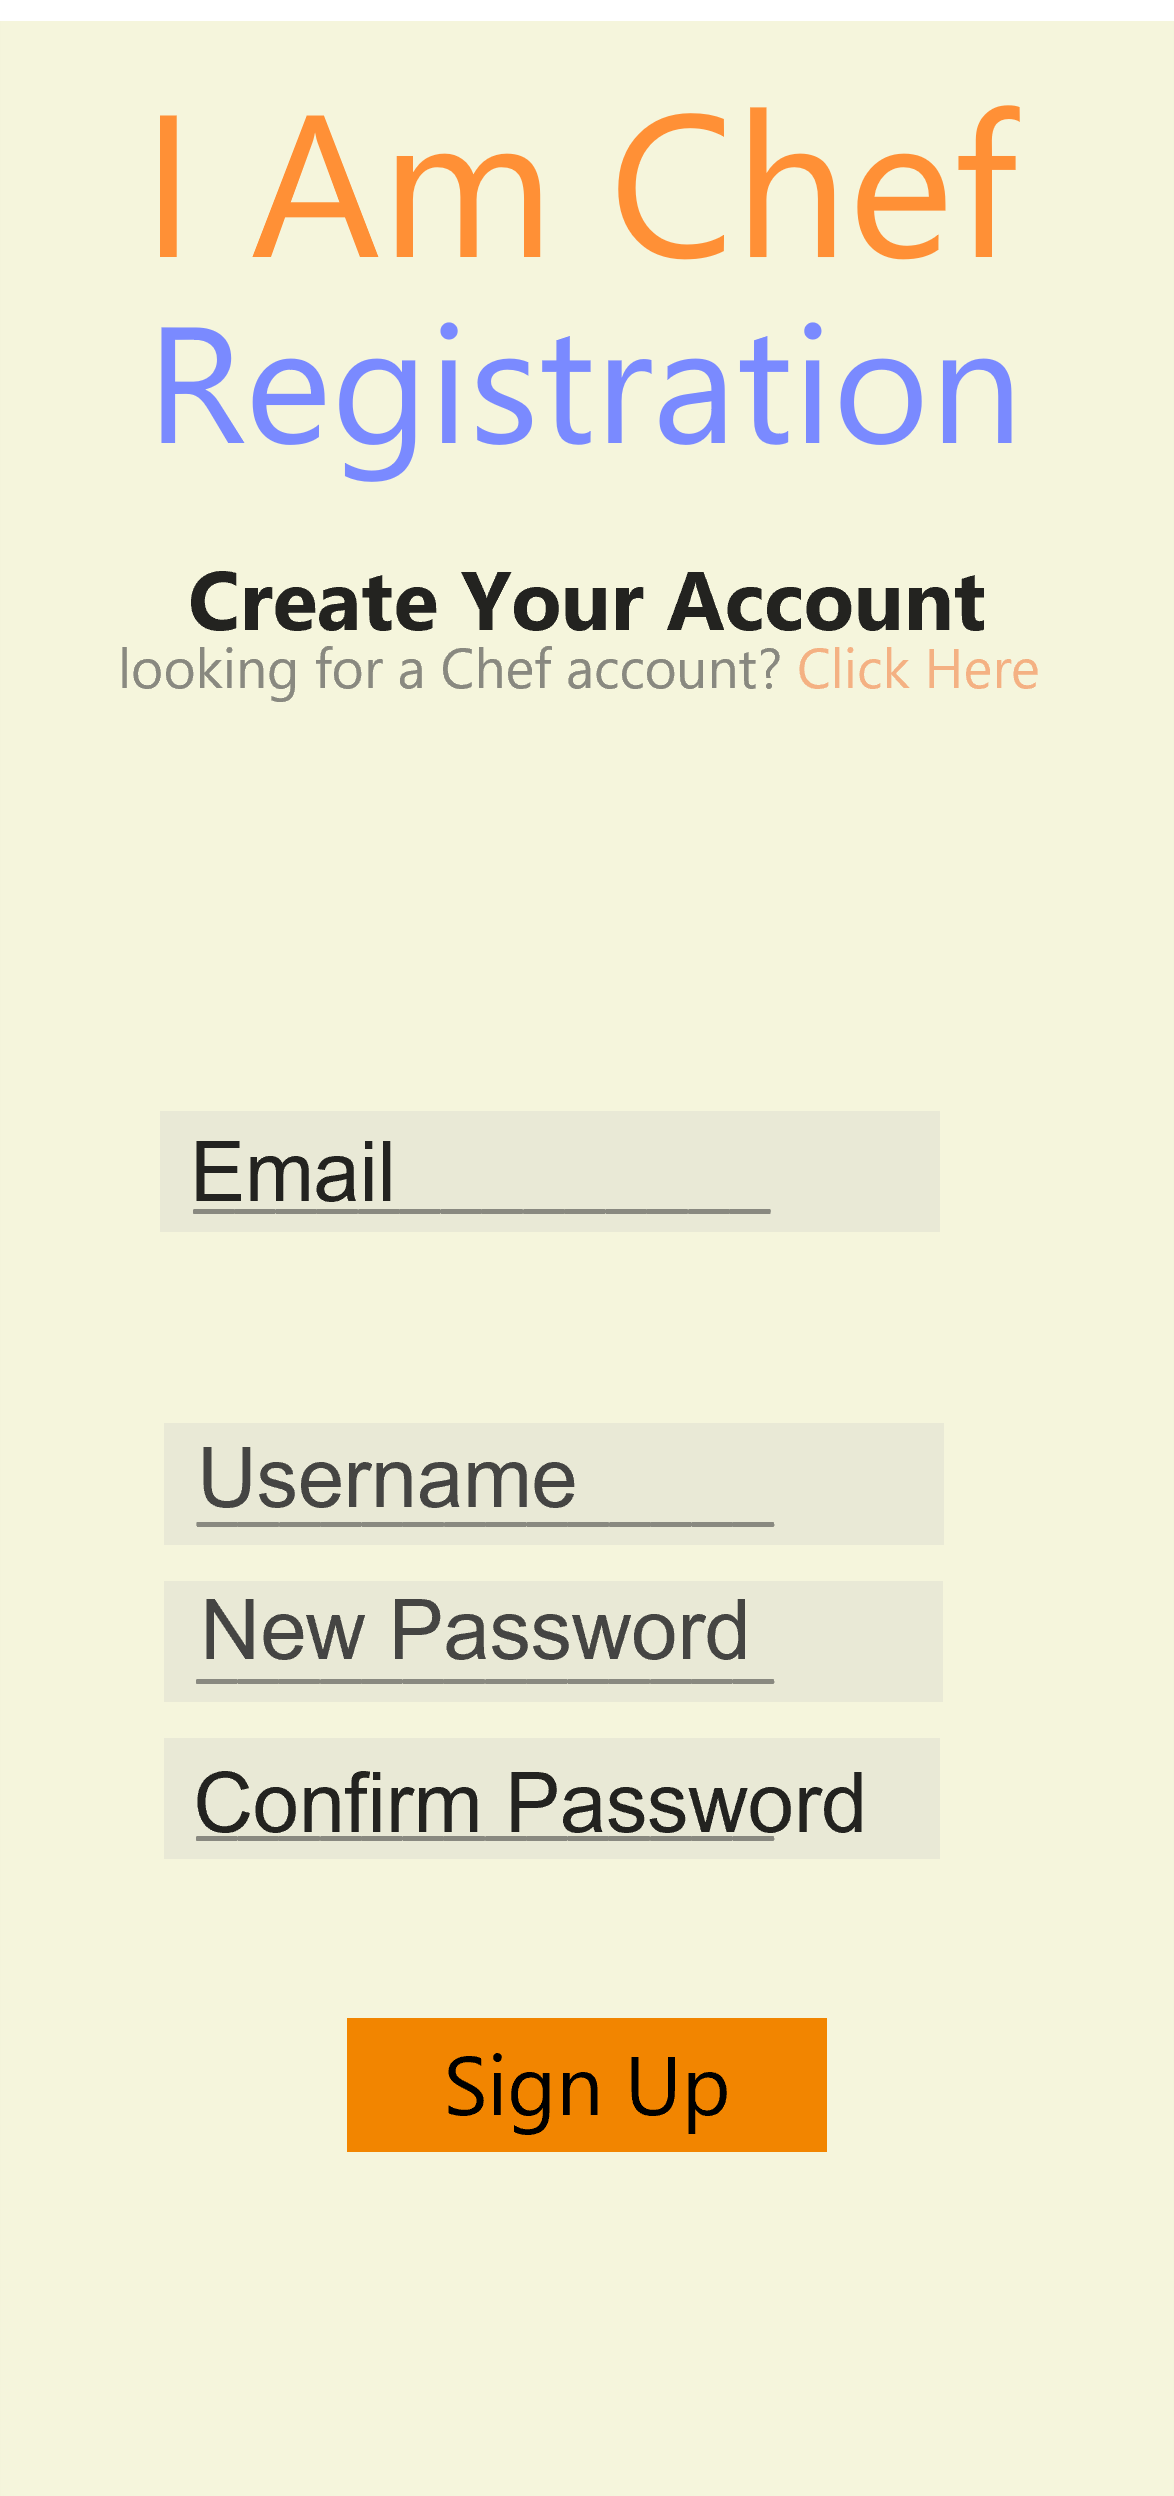 I Am Chef
Registration
Create Your Account
looking for a Chef account? Click Here
Email
Username
New Password
Confirm Password
Sign Up